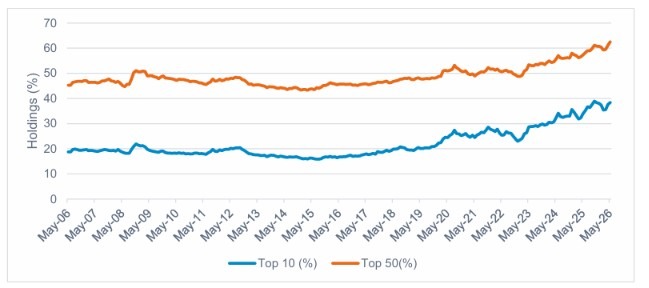 70
60
50
40
30
20
10
0
Holdings (%)
May-06
May-07
May-08
May-09
May-10
May-11
May-12
May-13
May-14
May-15
May-16
May-17
May-18
May-19
May-20
May-21
May-22
May-23
May-24
May-25
May-26
Top 10 (%)
Top 50(%)